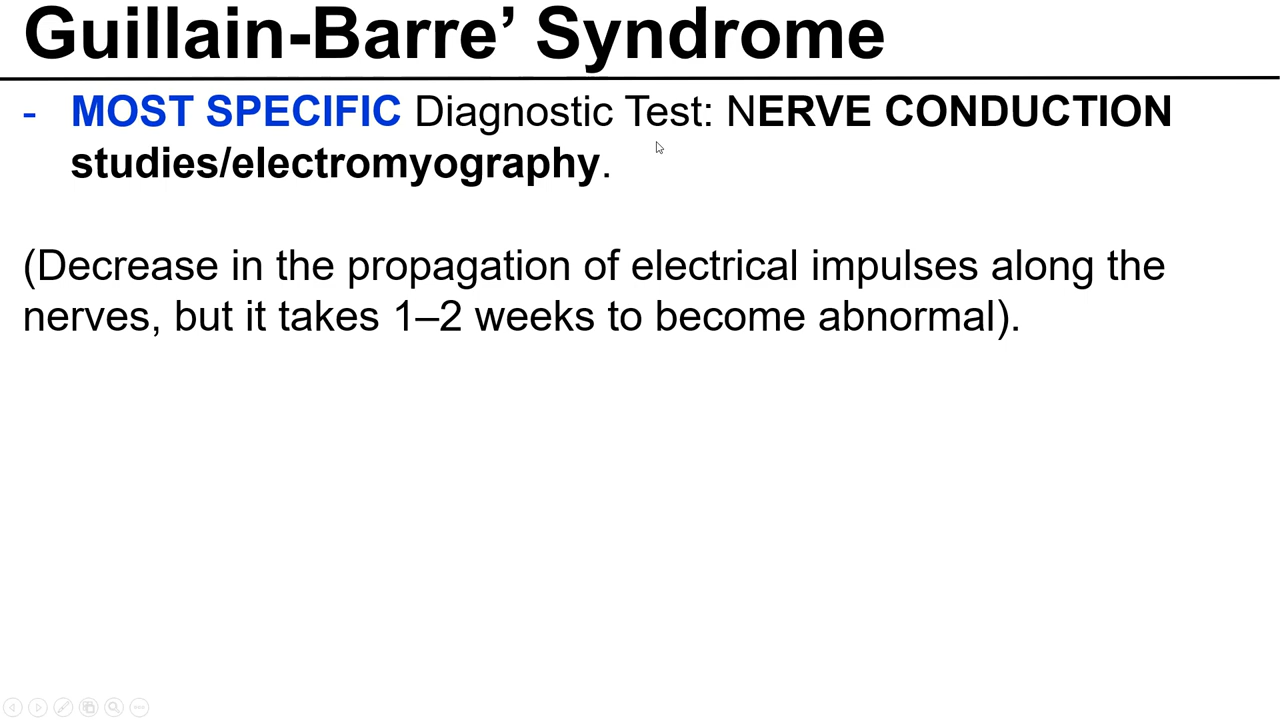 Guillain-Barre’ Syndrome
- MOST SPECIFIC Diagnostic Test: NERVE CONDUCTION
studies/electromyography.
(Decrease in the propagation of electrical impulses along the
nerves, but it takes 1–2 weeks to become abnormal).